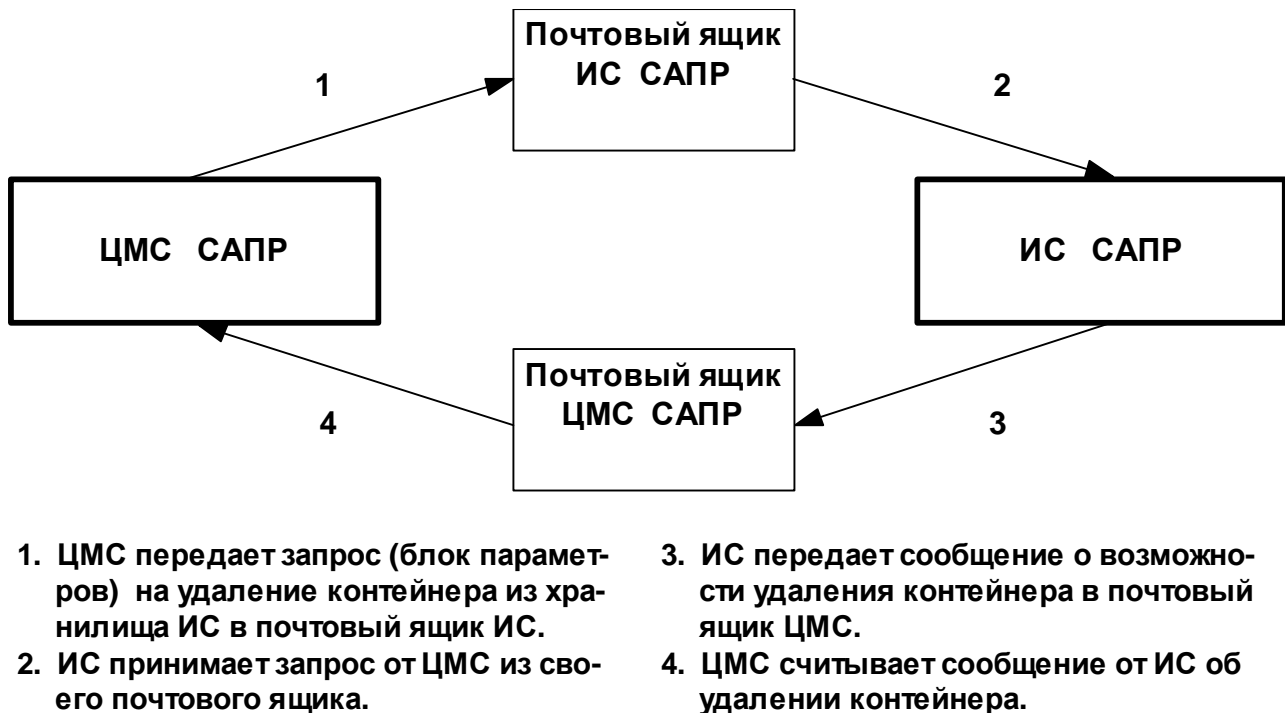 Почтовый ящик
ИС САПР
1
2
ЦМС САПР
ИС САПР
Почтовый ящик
ЦМС САПР
4
3
1. ЦМС передает запрос (блок парамет-
ров) на удаление контейнера из хра-
нилища ИС в почтовый ящик ИС.
2. ИС принимает запрос от ЦМС из сво-
его почтового ящика.
3. ИС передает сообщение о возможно-
сти удаления контейнера в почтовый
ящик ЦМС.
4. ЦМС считывает сообщение от ИС об
удалении контейнера.